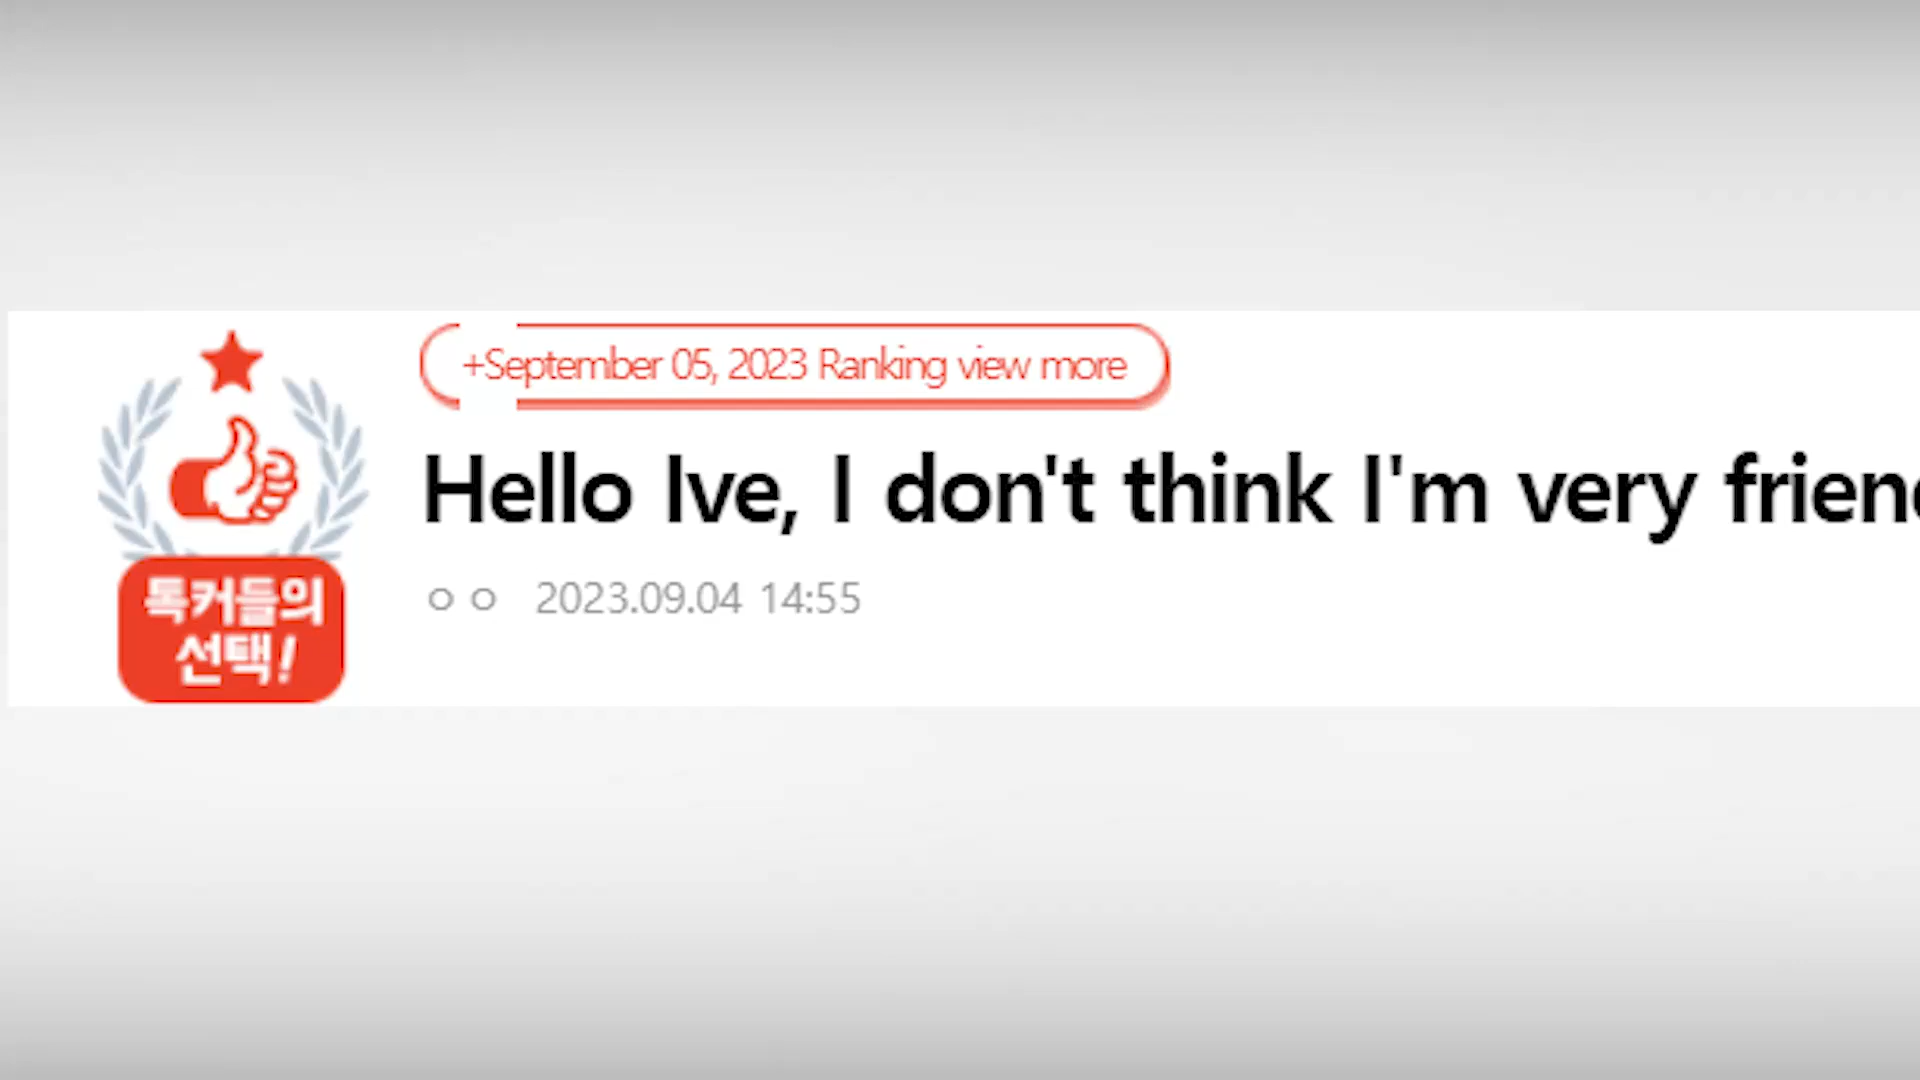 +September 05, 2023 Ranking view more
Hello Ive, I don't think I'm very
ㅇㅇ 2023.09.04 14:55
톡커들의
선택!